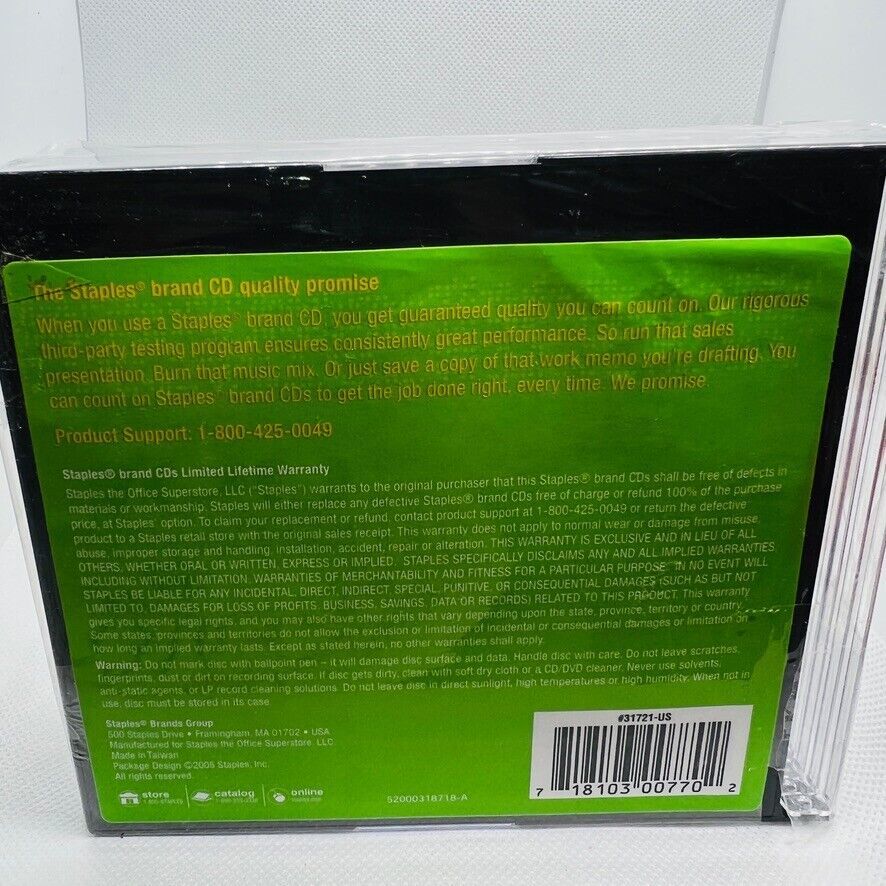 The Staples® brand CD quality promise
When you use a Staples® brand CD, you get guaranteed quality you can count on. Our rigorous
third-party testing program ensures consistently great performance. So run that sales
presentation. Burn that music mix. Or just save a copy of that work memo you're drafting. You
can count on Staples® brand CDs to get the job done right, every time. We promise.
Product Support: 1-800-425-0049
Staples® brand CDs Limited Lifetime Warranty
Staples the Office Superstore, LLC ("Staples") warrants to the original purchaser that this Staples® brand CDs shall be free of defects in
materials or workmanship. Staples will either replace any defective Staples® brand CDs free of charge or refund 100% of the purchase
price, at Staples' option. To claim your replacement or refund, contact product support at 1-800-425-0049 or return the defective
product to a Staples retail store with the original sales receipt. This warranty does not apply to normal wear or damage from misuse,
abuse, improper storage and handling, installation, accident, repair or alteration. THIS WARRANTY IS EXCLUSIVE AND IN LIEU OF ALL
OTHERS, WHETHER ORAL OR WRITTEN, EXPRESS OR IMPLIED. STAPLES SPECIFICALLY DISCLAIMS ANY AND ALL IMPLIED WARRANTIES,
INCLUDING WITHOUT LIMITATION, WARRANTIES OF MERCHANTABILITY AND FITNESS FOR A PARTICULAR PURPOSE. IN NO EVENT WILL
STAPLES BE LIABLE FOR ANY INCIDENTAL, DIRECT, INDIRECT, SPECIAL, PUNITIVE, OR CONSEQUENTIAL DAMAGES (SUCH AS BUT NOT
LIMITED TO, DAMAGES FOR LOSS OF PROFITS, BUSINESS, SAVINGS, DATA OR RECORDS) RELATED TO THIS PRODUCT. This warranty
gives you specific legal rights, and you may also have other rights that vary depending upon the state, province, territory or country.
Some states, provinces and territories do not allow the exclusion or limitation of incidental or consequential damages or limitation on
how long an implied warranty lasts. Except as stated herein, no other warranties shall apply.
Warning: Do not mark disc with ballpoint pen – it will damage disc surface and data. Handle disc with care. Do not leave scratches,
fingerprints, dust or dirt on recording surface. If disc gets dirty, clean with soft dry cloth or a CD/DVD cleaner. Never use solvents,
anti-static agents, or LP record cleaning solutions. Do not leave disc in direct sunlight, high temperatures or high humidity. When not in
use, disc must be stored in its case.
Staples® Brands Group
500 Staples Drive • Framingham, MA 01702 • USA
Manufactured for Staples the Office Superstore, LLC
Made in Taiwan
Package Design ©2005 Staples, Inc.
All rights reserved.
store catalog online
1-800-STAPLES
52000318718-A
#31721-US
7 18103 00770 2